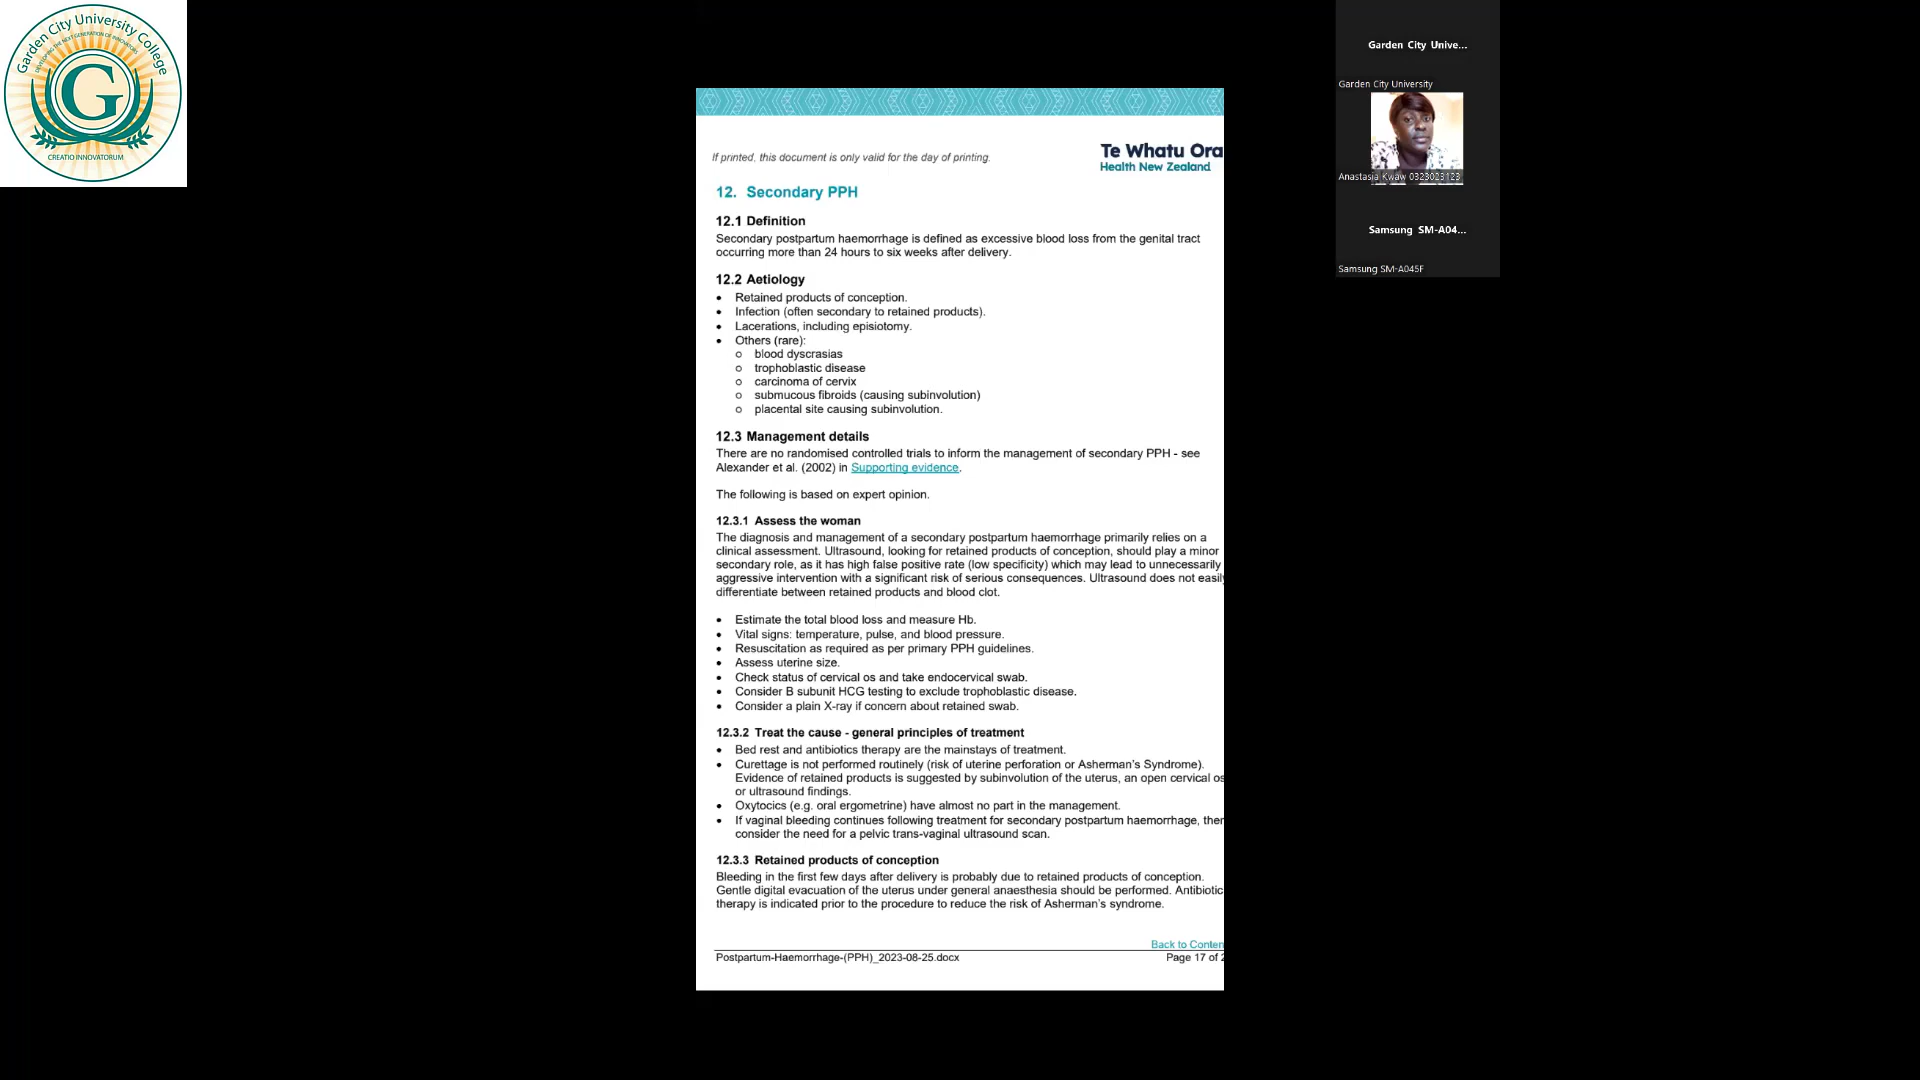 Garden City University College
DEVELOPING THE NEXT GENERATION OF INNOVATORS
G
CREATIO INNOVATORUM
If printed, this document is only valid for the day of printing.
Te Whatu Ora
Health New Zealand
12. Secondary PPH
12.1 Definition
Secondary postpartum haemorrhage is defined as excessive blood loss from the genital tract
occurring more than 24 hours to six weeks after delivery.
12.2 Aetiology
• Retained products of conception.
• Infection (often secondary to retained products).
• Lacerations, including episiotomy.
• Others (rare):
o blood dyscrasias
o trophoblastic disease
o carcinoma of cervix
o submucous fibroids (causing subinvolution)
o placental site causing subinvolution.
12.3 Management details
There are no randomised controlled trials to inform the management of secondary PPH - see
Alexander et al. (2002) in Supporting evidence.
The following is based on expert opinion.
12.3.1 Assess the woman
The diagnosis and management of a secondary postpartum haemorrhage primarily relies on a
clinical assessment. Ultrasound, looking for retained products of conception, should play a minor
secondary role, as it has high false positive rate (low specificity) which may lead to unnecessarily
aggressive intervention with a significant risk of serious consequences. Ultrasound does not easily
differentiate between retained products and blood clot.
• Estimate the total blood loss and measure Hb.
• Vital signs: temperature, pulse, and blood pressure.
• Resuscitation as required as per primary PPH guidelines.
• Assess uterine size.
• Check status of cervical os and take endocervical swab.
• Consider B subunit HCG testing to exclude trophoblastic disease.
• Consider a plain X-ray if concern about retained swab.
12.3.2 Treat the cause - general principles of treatment
• Bed rest and antibiotics therapy are the mainstays of treatment.
• Curettage is not performed routinely (risk of uterine perforation or Asherman's Syndrome).
Evidence of retained products is suggested by subinvolution of the uterus, an open cervical os
or ultrasound findings.
• Oxytocics (e.g. oral ergometrine) have almost no part in the management.
• If vaginal bleeding continues following treatment for secondary postpartum haemorrhage, ther
consider the need for a pelvic trans-vaginal ultrasound scan.
12.3.3 Retained products of conception
Bleeding in the first few days after delivery is probably due to retained products of conception.
Gentle digital evacuation of the uterus under general anaesthesia should be performed. Antibiotic
therapy is indicated prior to the procedure to reduce the risk of Asherman's syndrome.
Back to Conten
Postpartum-Haemorrhage-(PPH)_2023-08-25.docx Page 17 of 2
Garden City Unive...
Garden City University
Anastasia Kwaw 0323023123
Samsung SM-A04...
Samsung SM-A045F